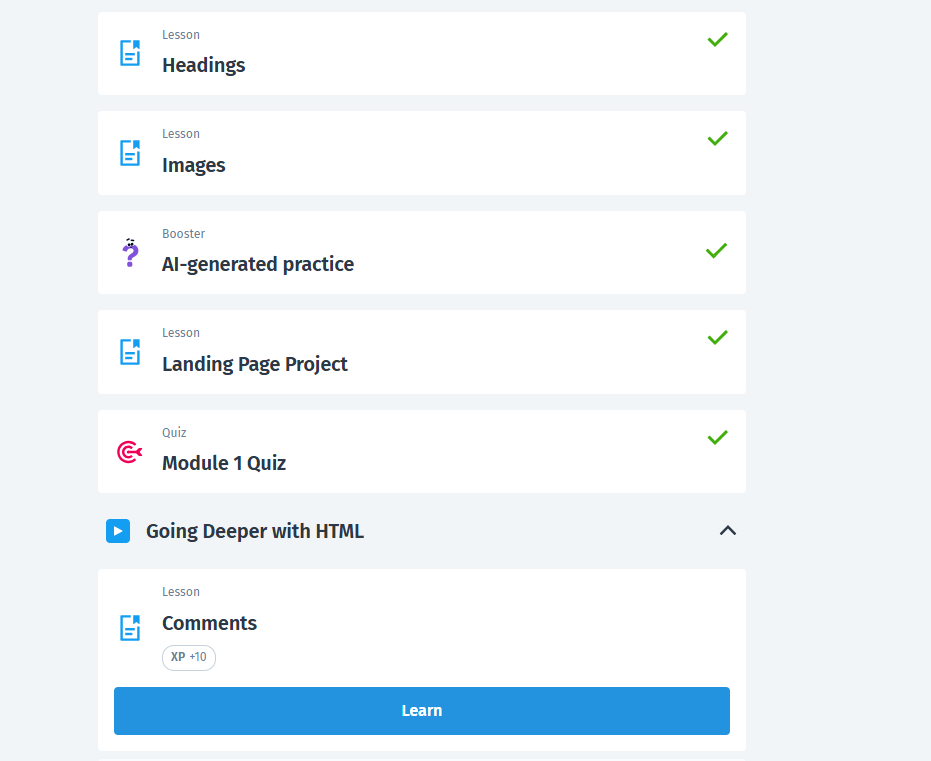 Lesson
Headings
Lesson
Images
Booster
AI-generated practice
Lesson
Landing Page Project
Quiz
Module 1 Quiz
Going Deeper with HTML
Lesson
Comments
XP +10
Learn